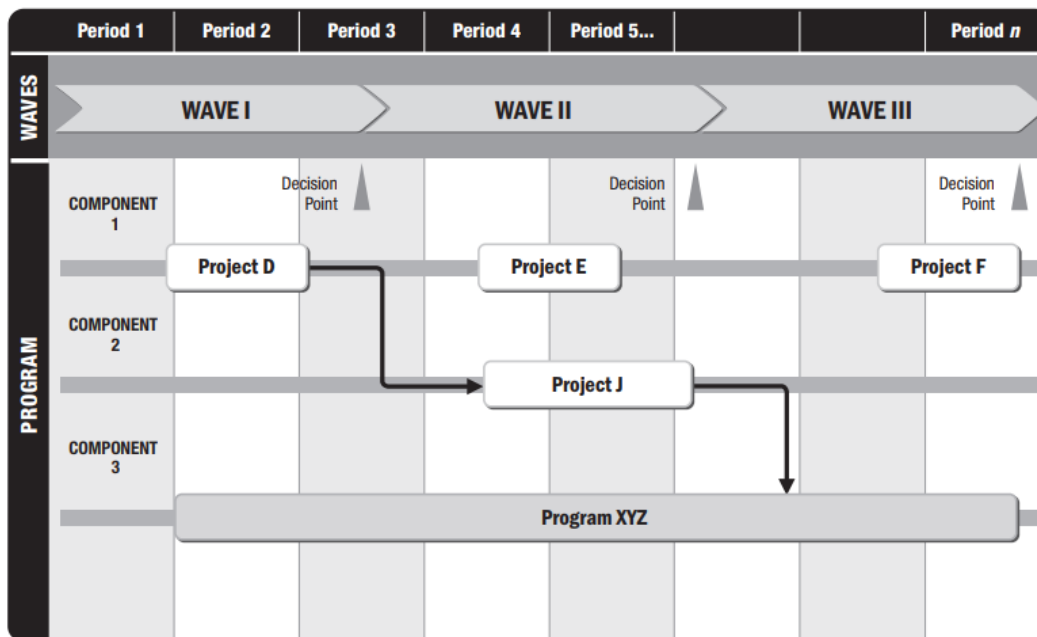 Period 1
Period 2
Period 3
Period 4
Period 5...
Period n
WAVES
WAVE I
WAVE II
WAVE III
PROGRAM
COMPONENT
1
Decision
Point
Decision
Point
Decision
Point
Project D
Project E
Project F
COMPONENT
2
Project J
COMPONENT
3
Program XYZ